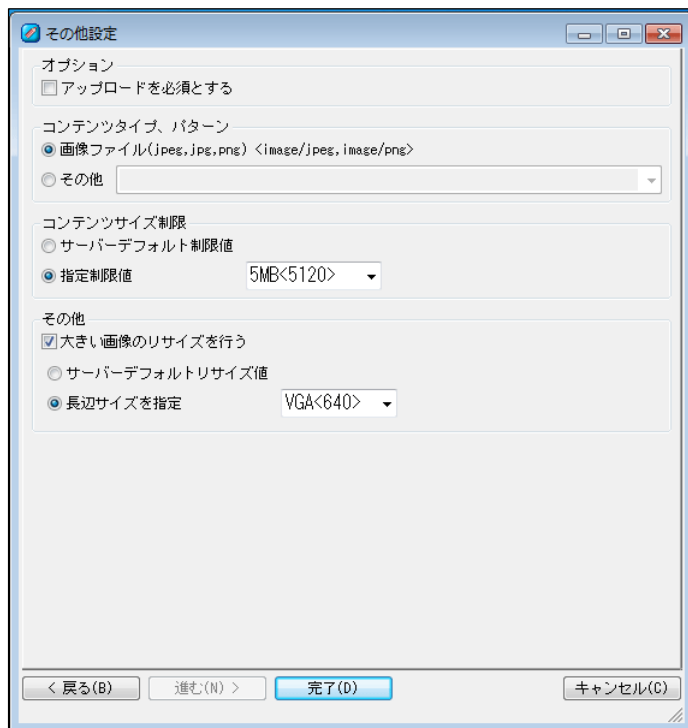 その他設定
オプション
アップロードを必須とする
コンテンツタイプ、パターン
画像ファイル(jpeg,jpg,png) <image/jpeg,image/png>
その他
コンテンツサイズ制限
サーバーデフォルト制限値
指定制限値 5MB<5120>
その他
大きい画像のリサイズを行う
サーバーデフォルトリサイズ値
長辺サイズを指定 VGA<640>
< 戻る(B) 進む(N) > 完了(D) キャンセル(C)